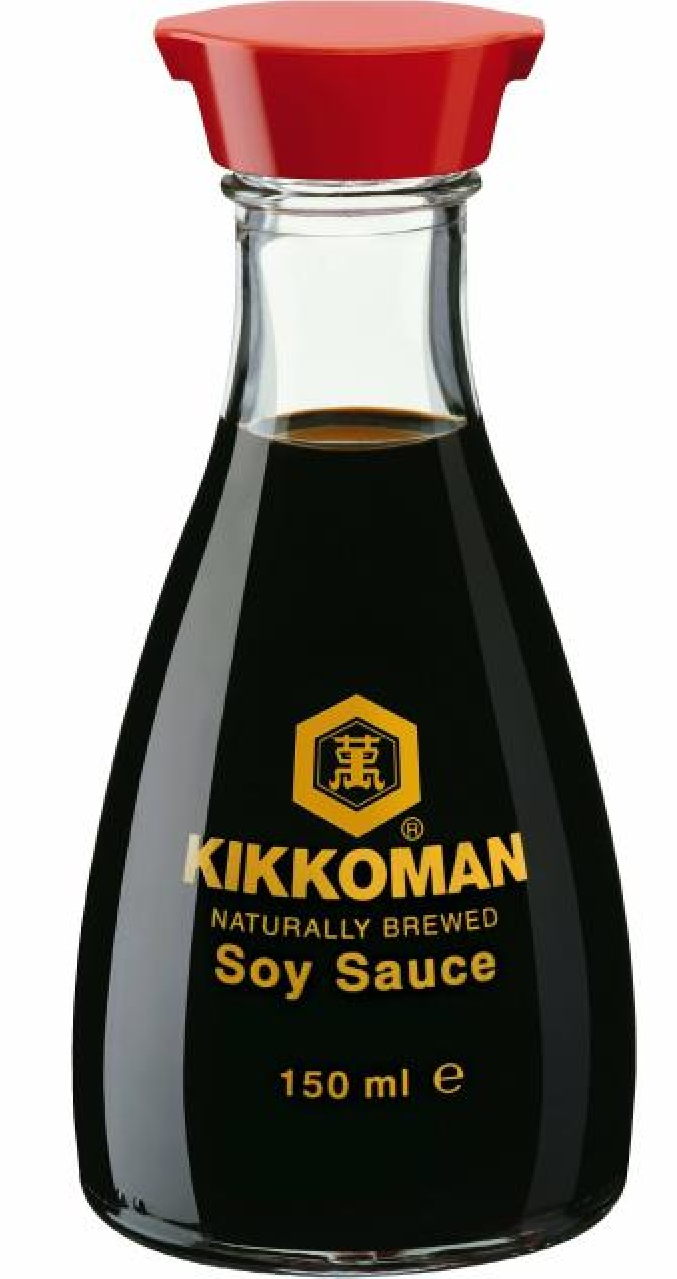 萬
®
KIKKOMAN
NATURALLY BREWED
Soy Sauce
150 ml ℮